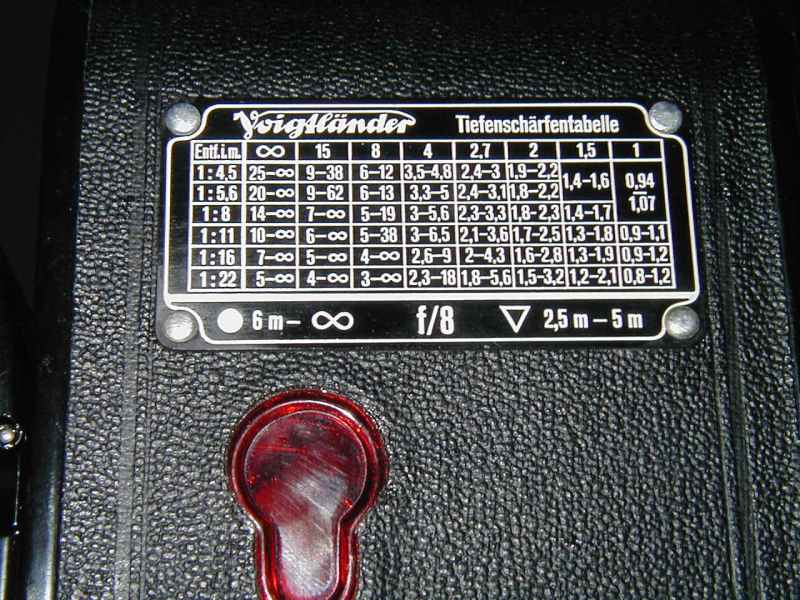 Voigtländer Tiefenschärfentabelle
Entf.i.m. ∞ 15 8 4 2,7 2 1,5 1
1:4,5 25–∞ 9–38 6–12 3,5–4,8 2,4–3 1,9–2,2 1,4–1,6 0,94 1,07
1:5,6 20–∞ 9–62 6–13 3,3–5 2,4–3,1 1,8–2,2
1:8 14–∞ 7–∞ 5–19 3–5,6 2,3–3,3 1,8–2,3 1,4–1,7
1:11 10–∞ 6–∞ 5–38 3–6,5 2,1–3,6 1,7–2,5 1,3–1,8 0,9–1,1
1:16 7–∞ 5–∞ 4–∞ 2,6–9 2–4,3 1,6–2,8 1,3–1,9 0,9–1,2
1:22 5–∞ 4–∞ 3–∞ 2,3–18 1,8–5,6 1,5–3,2 1,2–2,1 0,8–1,2
6 m – ∞ f/8 2,5 m – 5 m